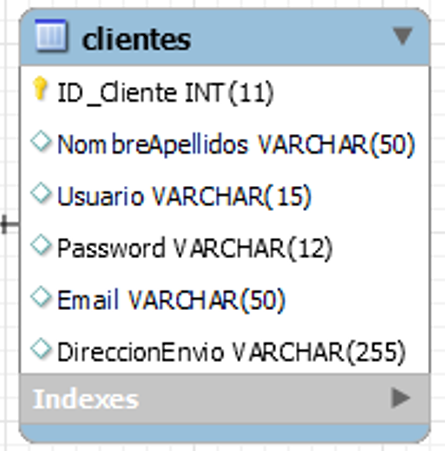 clientes
ID_Cliente INT(11)
NombreApellidos VARCHAR(50)
Usuario VARCHAR(15)
Password VARCHAR(12)
Email VARCHAR(50)
DireccionEnvio VARCHAR(255)
Indexes